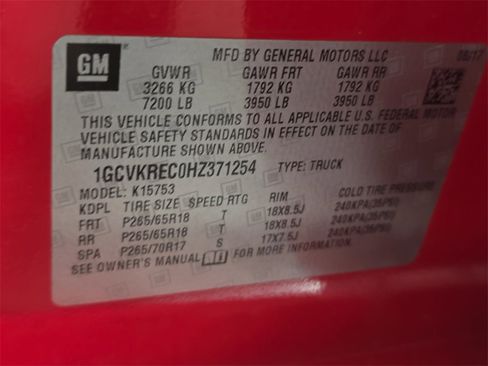 GM
MFD BY GENERAL MOTORS LLC
GVWR GAWR FRT GAWR RR
3266 KG 1792 KG 1792 KG
7200 LB 3950 LB 3950 LB
THIS VEHICLE CONFORMS TO ALL APPLICABLE U.S. FEDERAL MOTOR
VEHICLE SAFETY STANDARDS IN EFFECT ON THE DATE OF
MANUFACTURE SHOWN ABOVE.
1GCVKREC0HZ371254 TYPE: TRUCK
MODEL: K15753
KDPL TIRE SIZE SPEED RTG RIM COLD TIRE PRESSURE
FRT P265/65R18 T 18X8.5J 240KPA(35PSI)
RR P265/65R18 T 18X8.5J 240KPA(35PSI)
SPA P265/70R17 S 17X7.5J 240KPA(35PSI)
SEE OWNER'S MANUAL FOR MORE INFORMATION.